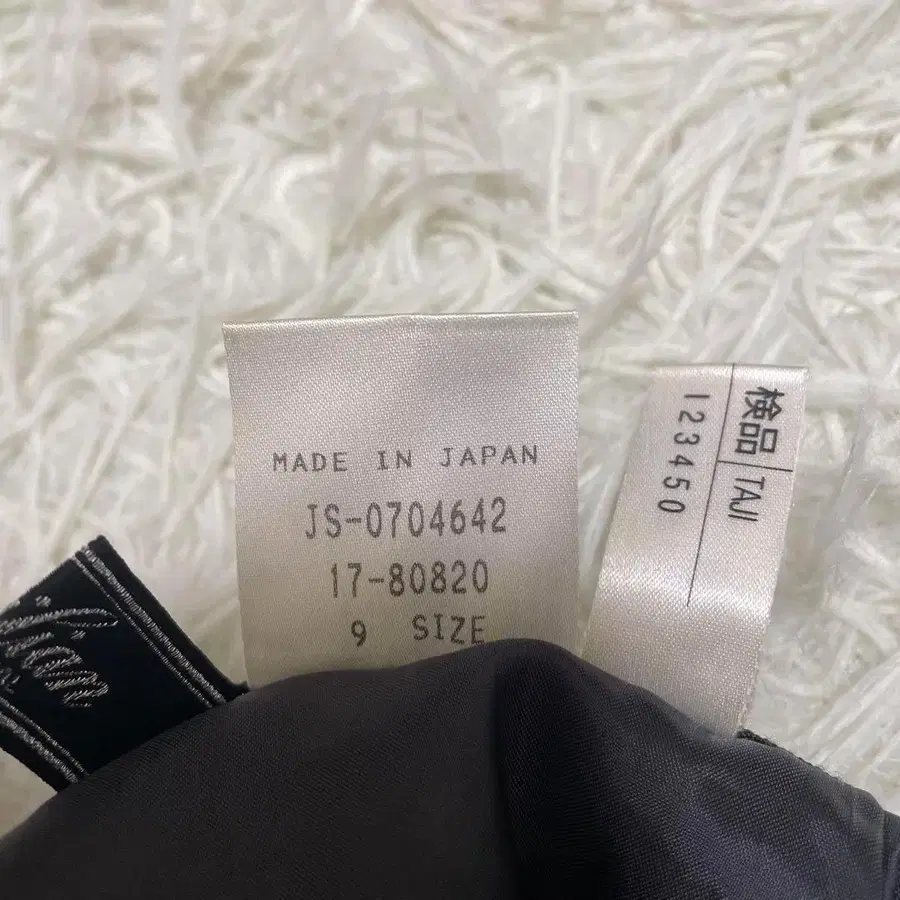 MADE IN JAPAN
JS-0704642
17-80820
9 SIZE
検品 TAJI
123450